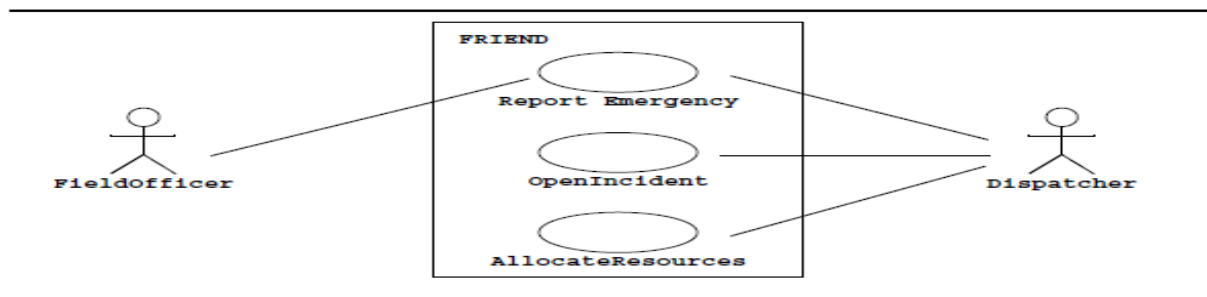 FRIEND
Report Emergency
FieldOfficer
OpenIncident
Dispatcher
AllocateResources